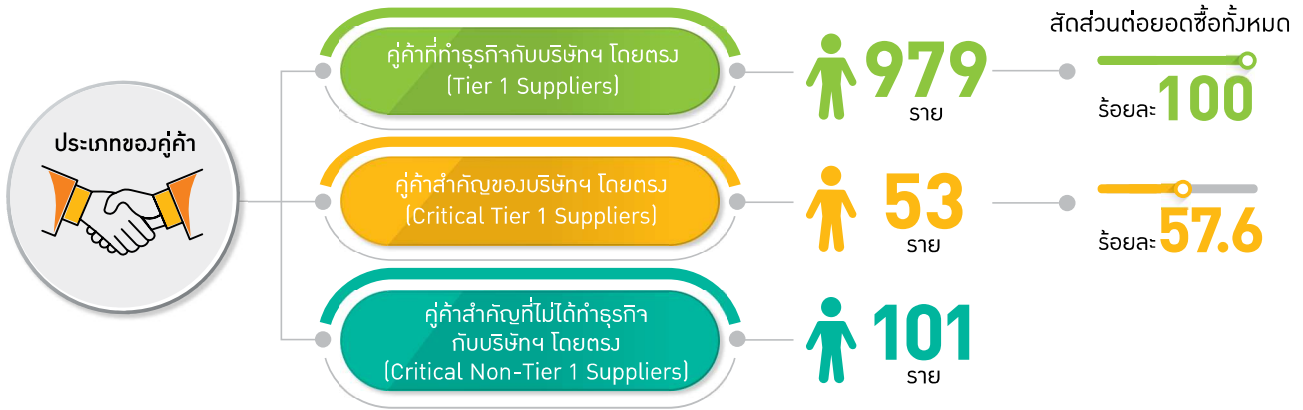 ประเภทของคู่ค้า
คู่ค้าที่ทำธุรกิจกับบริษัทฯ โดยตรง
(Tier 1 Suppliers)
979
ราย
สัดส่วนต่อยอดซื้อทั้งหมด
ร้อยละ 100
คู่ค้าสำคัญของบริษัทฯ โดยตรง
(Critical Tier 1 Suppliers)
53
ราย
ร้อยละ 57.6
คู่ค้าสำคัญที่ไม่ได้ทำธุรกิจ
กับบริษัทฯ โดยตรง
(Critical Non-Tier 1 Suppliers)
101
ราย